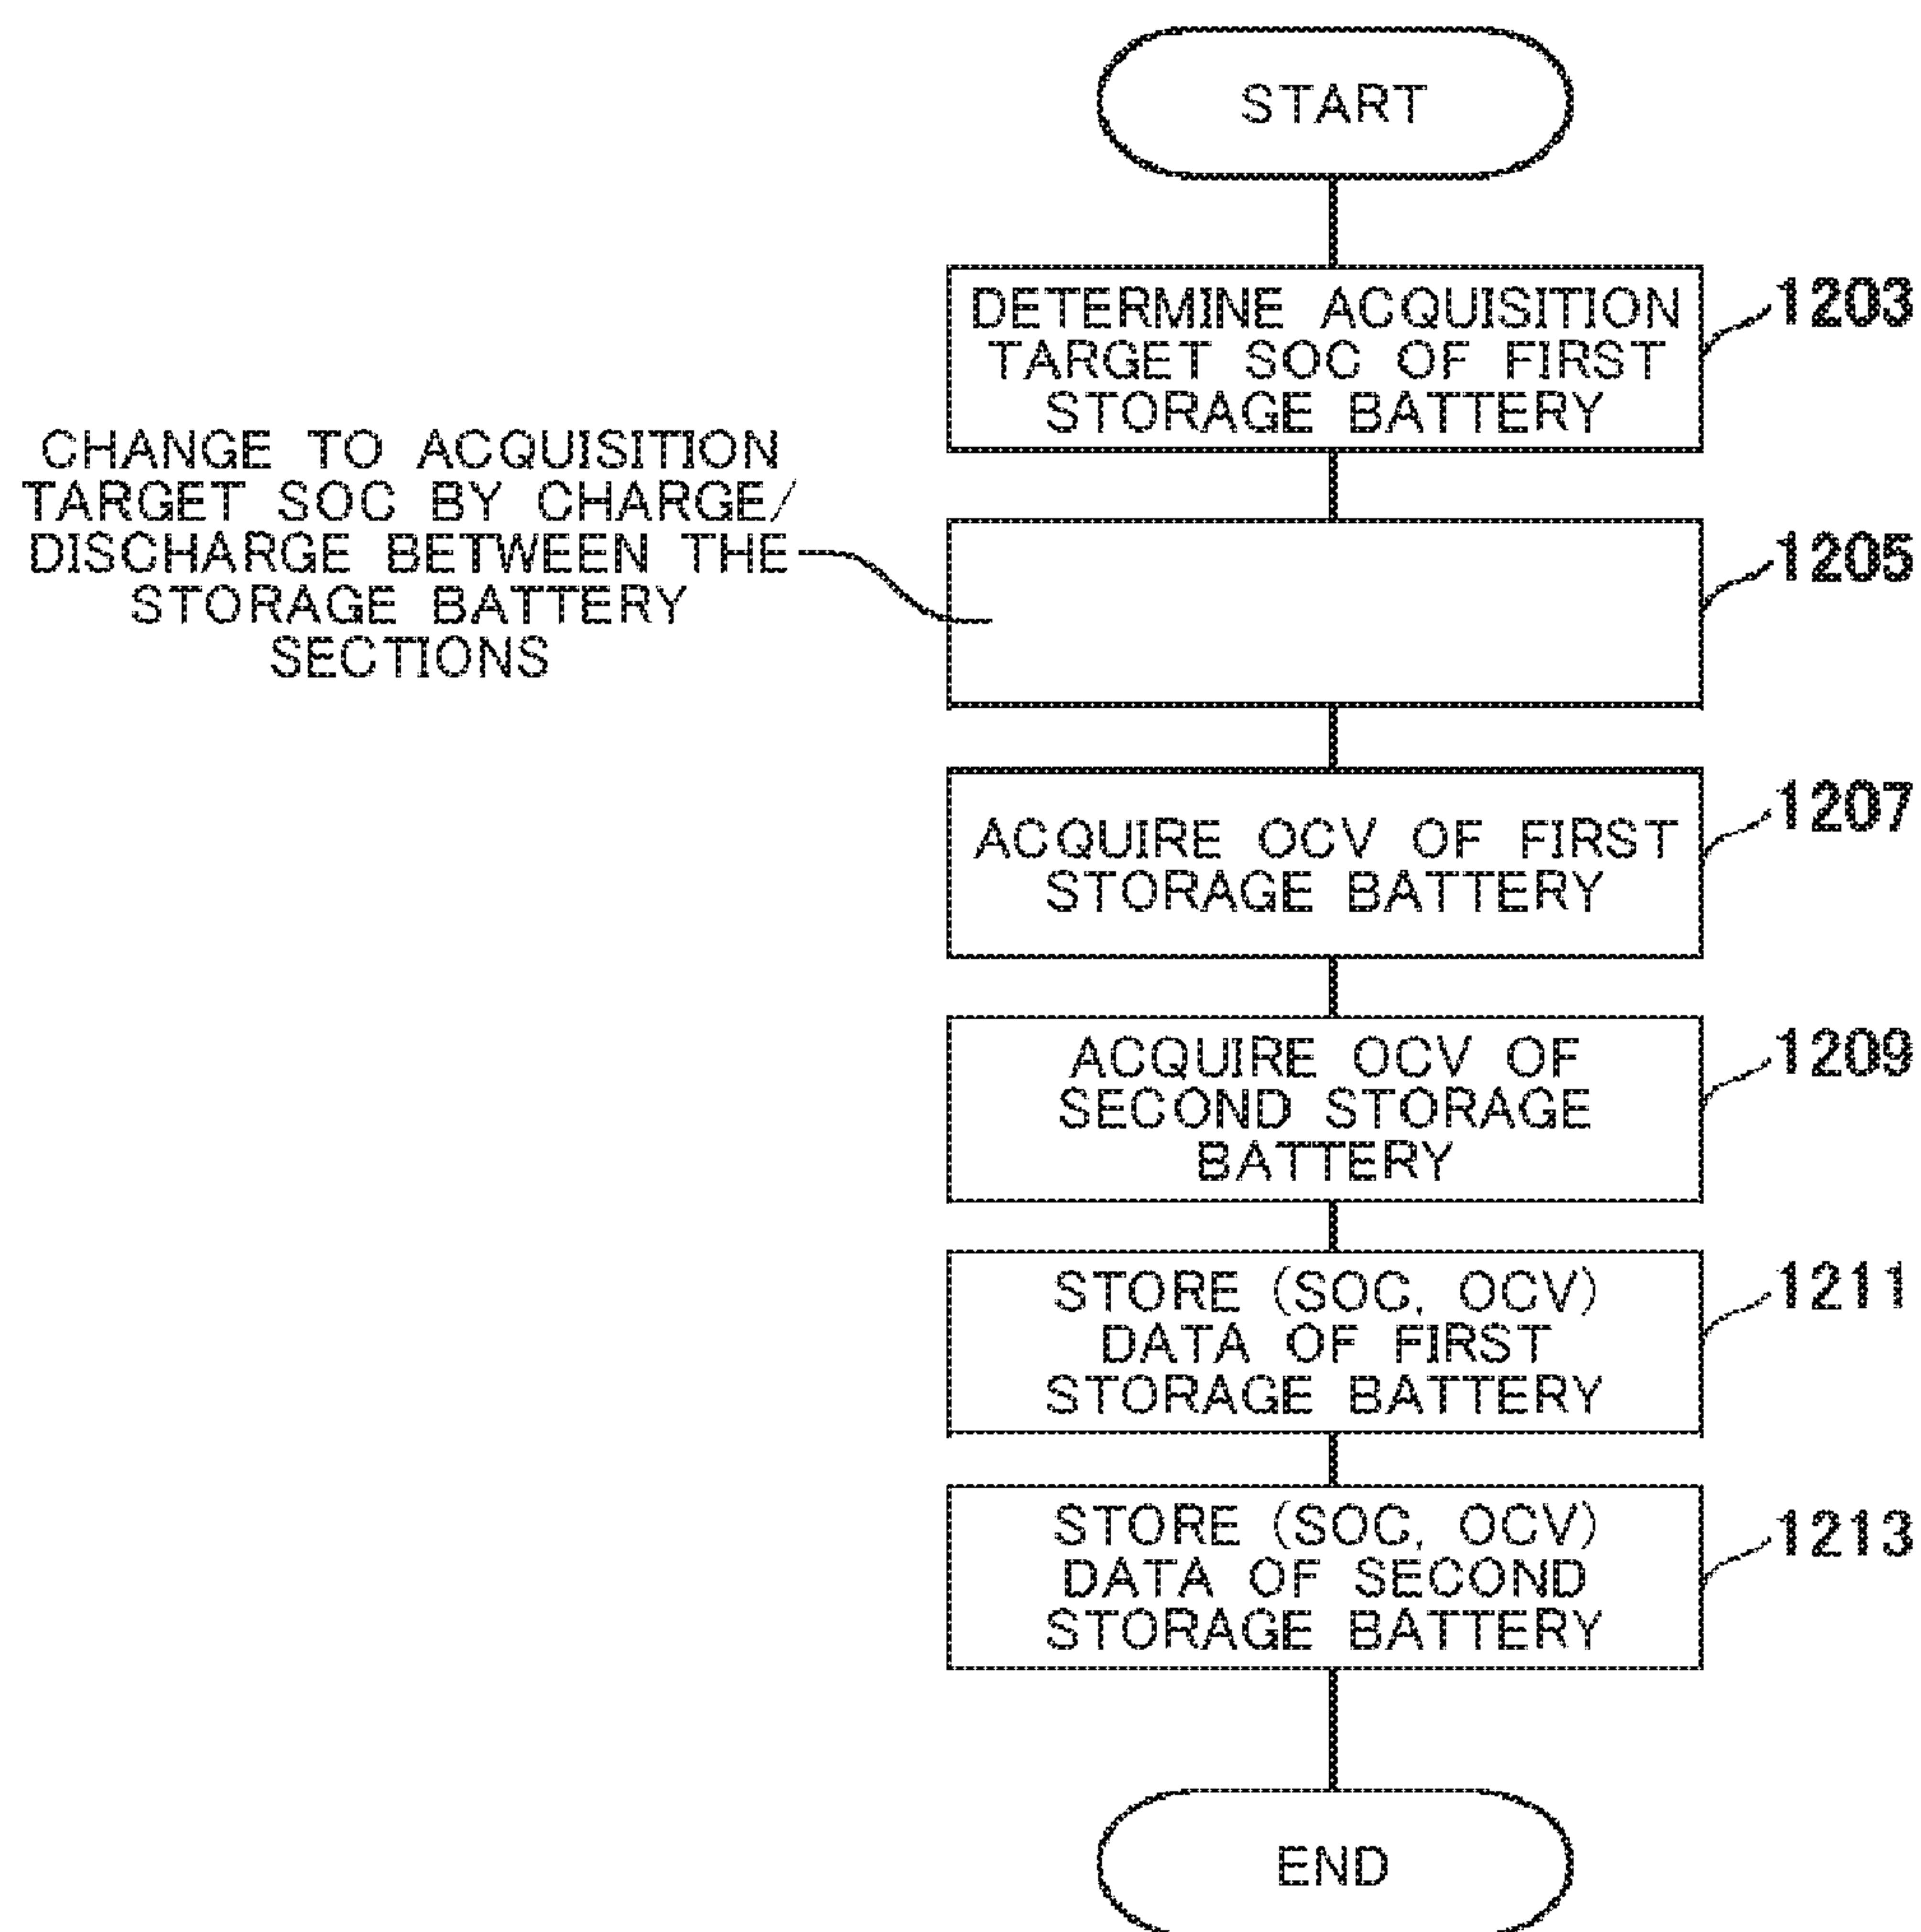 START
DETERMINE ACQUISITION
TARGET SOC OF FIRST
STORAGE BATTERY
1203
CHANGE TO ACQUISITION
TARGET SOC BY CHARGE/
DISCHARGE BETWEEN THE
STORAGE BATTERY
SECTIONS
1205
ACQUIRE OCV OF FIRST
STORAGE BATTERY
1207
ACQUIRE OCV OF
SECOND STORAGE
BATTERY
1209
STORE (SOC, OCV)
DATA OF FIRST
STORAGE BATTERY
1211
STORE (SOC, OCV)
DATA OF SECOND
STORAGE BATTERY
1213
END